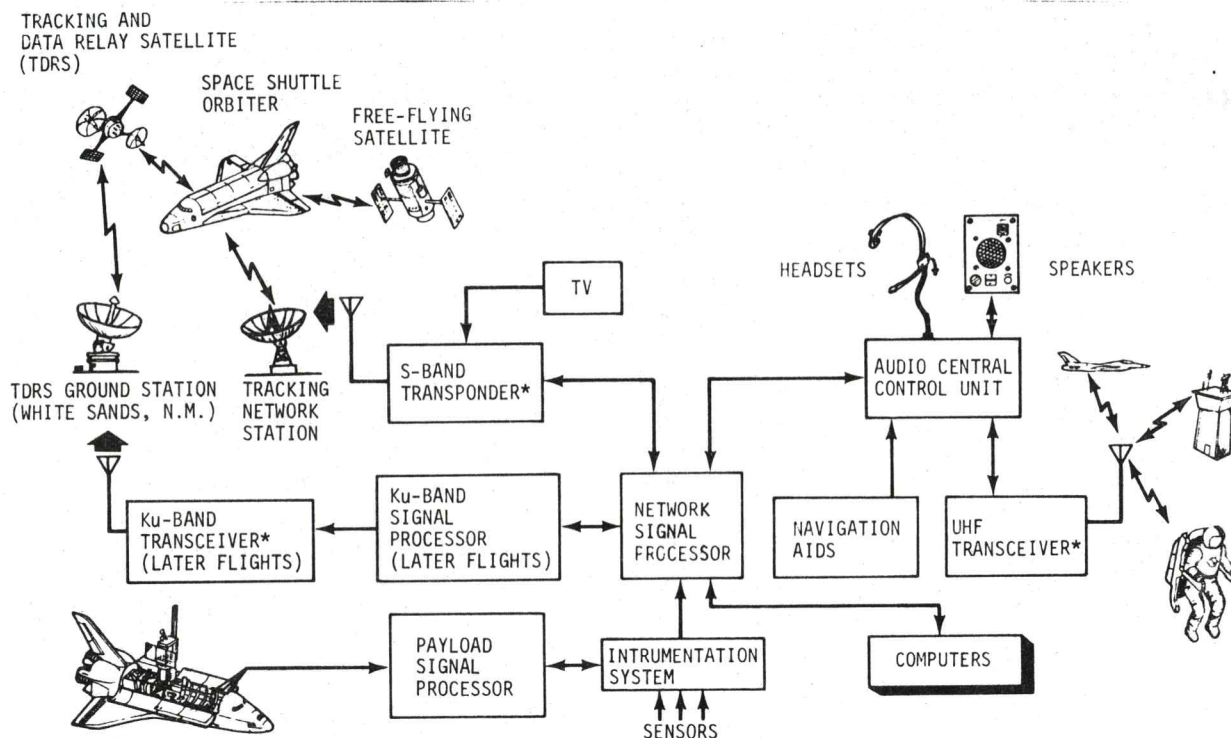 TRACKING AND
DATA RELAY SATELLITE
(TDRS)
SPACE SHUTTLE
ORBITER
FREE-FLYING
SATELLITE
TV
HEADSETS
SPEAKERS
S-BAND
TRANSPONDER*
AUDIO CENTRAL
CONTROL UNIT
TDRS GROUND STATION
(WHITE SANDS, N.M.)
TRACKING
NETWORK
STATION
Ku-BAND
TRANSCEIVER*
(LATER FLIGHTS)
Ku-BAND
SIGNAL
PROCESSOR
(LATER FLIGHTS)
NETWORK
SIGNAL
PROCESSOR
NAVIGATION
AIDS
UHF
TRANSCEIVER*
PAYLOAD
SIGNAL
PROCESSOR
INTRUMENTATION
SYSTEM
COMPUTERS
SENSORS